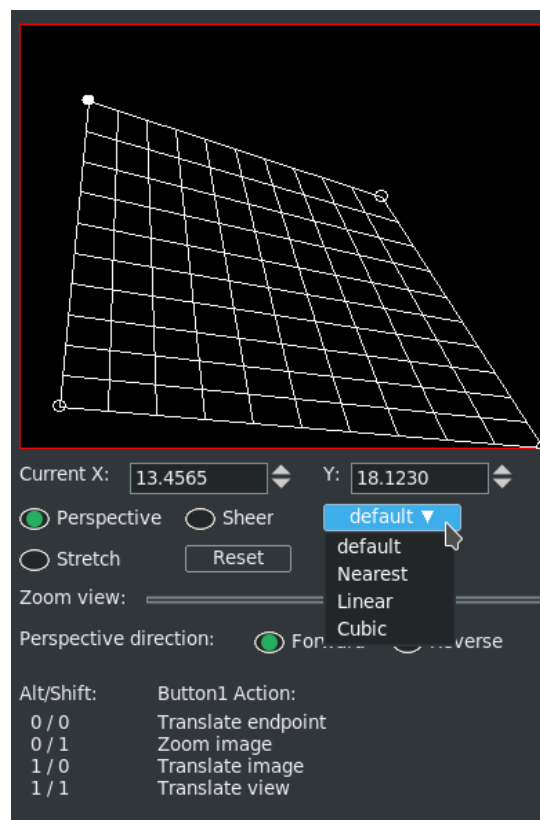 Current X: 13.4565 Y: 18.1230
Perspective Sheer default ▼
Stretch Reset
default
Nearest
Linear
Cubic
Zoom view:
Perspective direction:
Alt/Shift: Button1 Action:
0 / 0 Translate endpoint
0 / 1 Zoom image
1 / 0 Translate image
1 / 1 Translate view